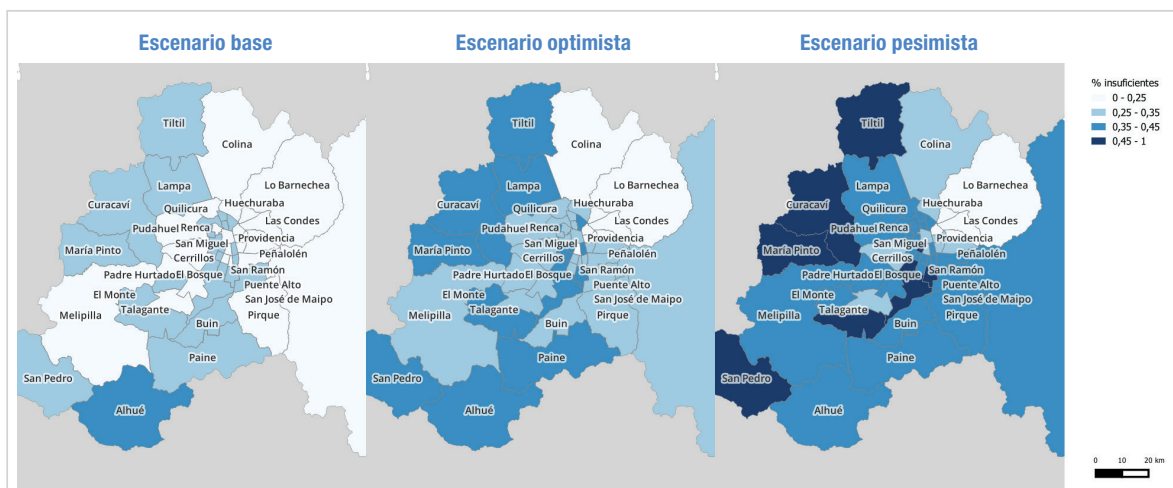 Escenario base
Escenario optimista
Escenario pesimista
Tiltil
Colina
Lampa
Lo Barnechea
Curacaví
Quilicura
Huechuraba
Las Condes
Pudahuel
Renca
Providencia
María Pinto
San Miguel
Peñalolén
Cerrillos
Padre Hurtado
El Bosque
San Ramón
Puente Alto
El Monte
San José de Maipo
Melipilla
Talagante
Pirque
Buin
Paine
San Pedro
Alhué
Tiltil
Colina
Lampa
Lo Barnechea
Curacaví
Quilicura
Huechuraba
Las Condes
Pudahuel
Renca
Providencia
María Pinto
San Miguel
Peñalolén
Cerrillos
Padre Hurtado
El Bosque
San Ramón
Puente Alto
El Monte
San José de Maipo
Melipilla
Talagante
Pirque
Buin
Paine
San Pedro
Alhué
Tiltil
Colina
Lampa
Lo Barnechea
Curacaví
Quilicura
Huechuraba
Las Condes
Pudahuel
Renca
Providencia
María Pinto
San Miguel
Peñalolén
Cerrillos
Padre Hurtado
El Bosque
San Ramón
Puente Alto
El Monte
San José de Maipo
Melipilla
Talagante
Pirque
Buin
Paine
San Pedro
Alhué
% insuficientes
0 - 0,25
0,25 - 0,35
0,35 - 0,45
0,45 - 1
0 10 20 km